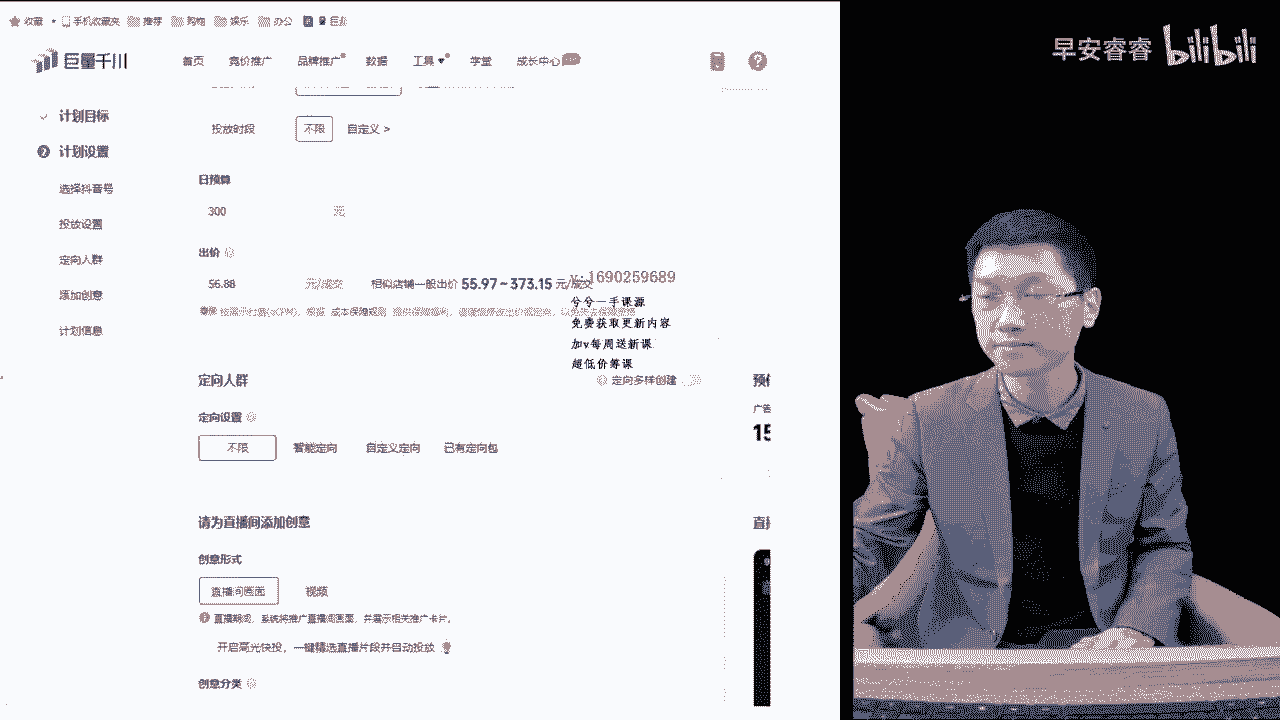 收藏 手机收藏夹 推荐 购物 娱乐 办公
早安睿睿 bilibili
巨量千川 首页 竞价推广 品牌推广 数据 工具 学堂 成长中心
计划目标
投放时段 不限 自定义 >
计划设置
日预算
选择抖音号
300 元
投放设置
出价
定向人群
56.88 元/成交 相似店铺一般出价 55.97~373.15 元/成交
v:1690259689
兮兮一手课源
添加创意
免费获取更新内容
计划信息
加v每周送新课
超低价筹课
定向人群 定向多样创建
广告
定向设置
15
不限 智能定向 自定义定向 已有定向包
请为直播间添加创意
创意形式
直播间画面 视频
直播期间，系统将推广直播间画面，并展示相关推广卡片。
开启高光快投，一键精选直播片段并自动投放
创意分类